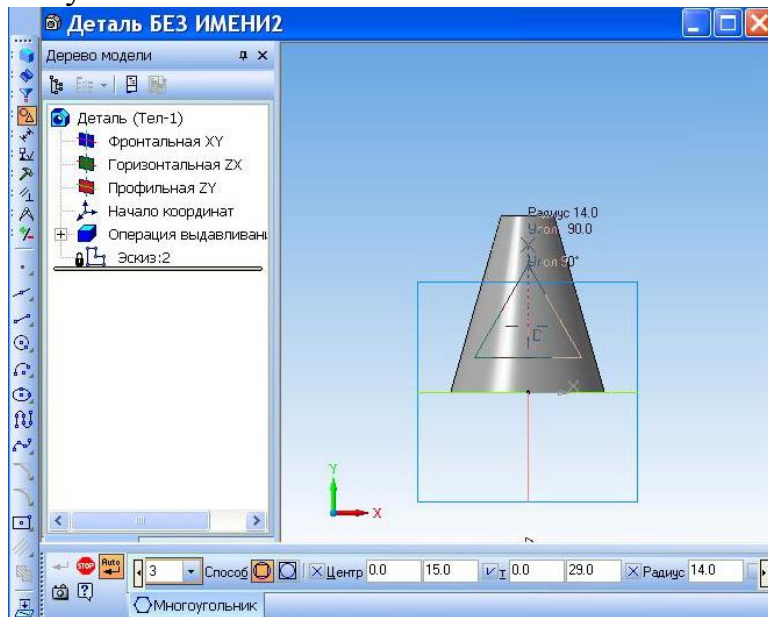 Деталь БЕЗ ИМЕНИ2
Дерево модели
Деталь (Тел-1)
Фронтальная XY
Горизонтальная ZX
Профильная ZY
Начало координат
Операция выдавливани
Эскиз:2
Радиус 14.0
Угол 90.0
Угол 90°
Y
X
STOP Auto 3 Способ Центр 0.0 15.0 т 0.0 29.0 Радиус 14.0
Многоугольник